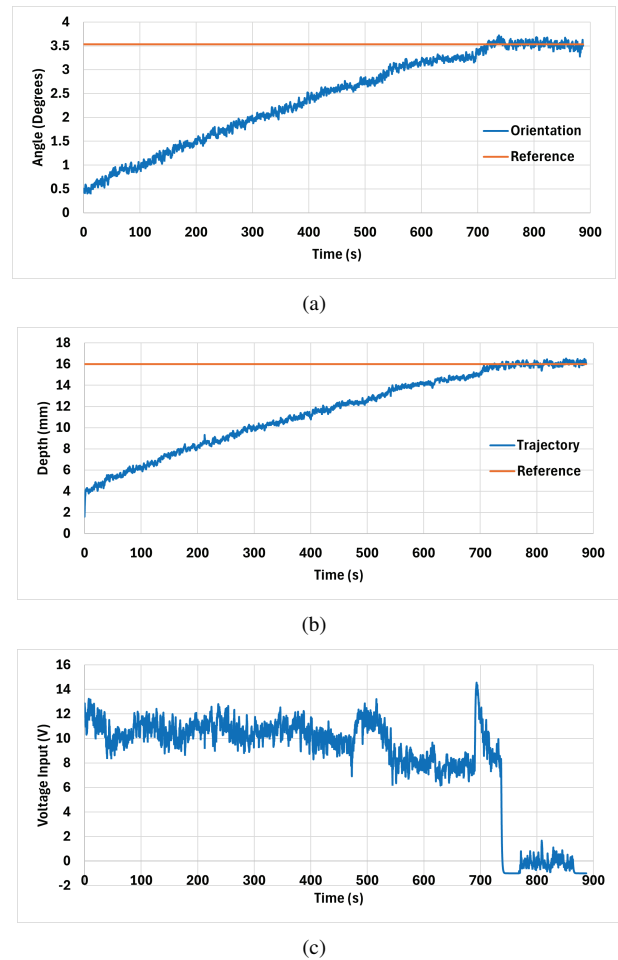 4
3.5
3
2.5
2
1.5
1
0.5
0
Angle (Degrees)
Orientation
Reference
0 100 200 300 400 500 600 700 800 900
Time (s)
(a)
18
16
14
12
10
8
6
4
2
0
Depth (mm)
Trajectory
Reference
0 100 200 300 400 500 600 700 800 900
Time (s)
(b)
16
14
12
10
8
6
4
2
0
-2
Voltage Input (V)
0 100 200 300 400 500 600 700 800 900
Time (s)
(c)